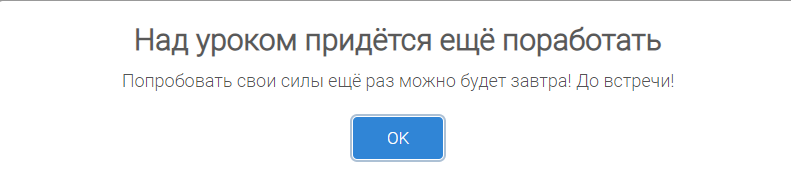 Над уроком придётся ещё поработать
Попробовать свои силы ещё раз можно будет завтра! До встречи!
OK